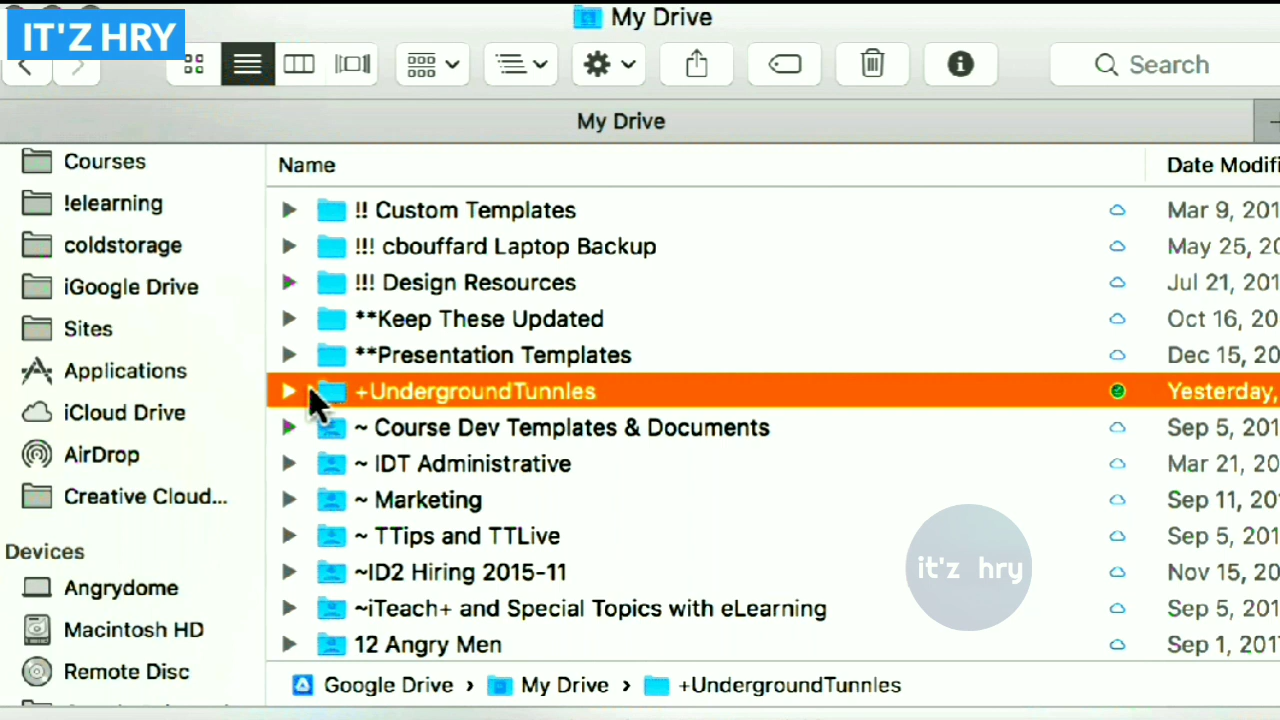 My Drive
IT'Z HRY
Search
My Drive
Courses
!elearning
coldstorage
iGoogle Drive
Sites
Applications
iCloud Drive
AirDrop
Creative Cloud...
Devices
Angrydome
Macintosh HD
Remote Disc
Name
Date Modifi
!! Custom Templates
Mar 9, 201
!!! cbouffard Laptop Backup
May 25, 20
!!! Design Resources
Jul 21, 201
**Keep These Updated
Oct 16, 20
**Presentation Templates
Dec 15, 20
+UndergroundTunnles
Yesterday,
~ Course Dev Templates & Documents
Sep 5, 201
~ IDT Administrative
Mar 21, 20
~ Marketing
Sep 11, 201
~ TTips and TTLive
Sep 5, 201
~ID2 Hiring 2015-11
Nov 15, 20
~iTeach+ and Special Topics with eLearning
Sep 5, 201
12 Angry Men
Sep 1, 201
it'z hry
Google Drive › My Drive › +UndergroundTunnles